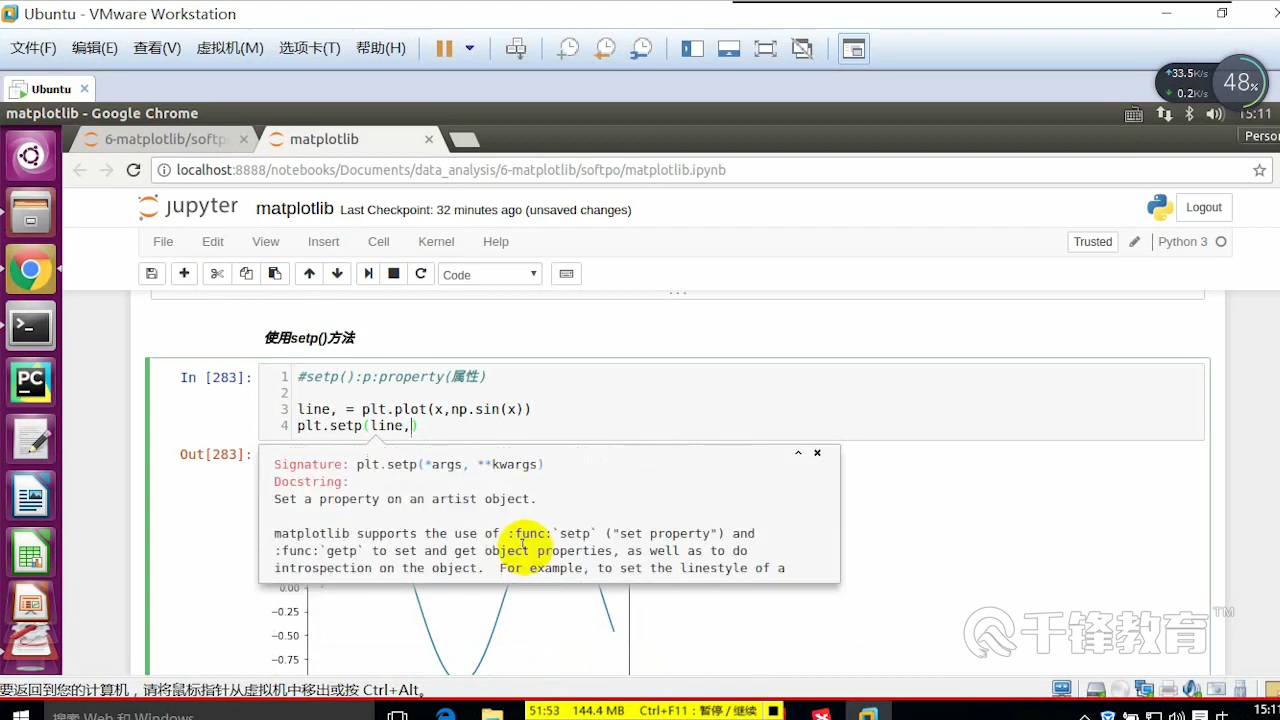 Ubuntu - VMware Workstation
文件(F) 编辑(E) 查看(V) 虚拟机(M) 选项卡(T) 帮助(H)
Ubuntu
↑33.5K/s
↓ 0.2K/s
48%
matplotlib - Google Chrome
15:11
6-matplotlib/softp
matplotlib
Perso
localhost:8888/notebooks/Documents/data_analysis/6-matplotlib/softpo/matplotlib.ipynb
jupyter matplotlib Last Checkpoint: 32 minutes ago (unsaved changes)
Logout
File Edit View Insert Cell Kernel Help
Trusted
Python 3
Code
使用setp()方法
In [283]:
1 #setp():p:property(属性)
2
3 line, = plt.plot(x,np.sin(x))
4 plt.setp(line,)
Out[283]:
Signature: plt.setp(*args, **kwargs)
Docstring:
Set a property on an artist object.
matplotlib supports the use of :func:`setp` ("set property") and
:func:`getp` to set and get object properties, as well as to do
introspection on the object.  For example, to set the linestyle of a
−0.25
−0.50
−0.75
千锋教育™
要返回到您的计算机，请将鼠标指针从虚拟机中移出或按 Ctrl+Alt。
搜索 Web 和 Windows
51:53 144.4 MB Ctrl+F11：暂停/继续